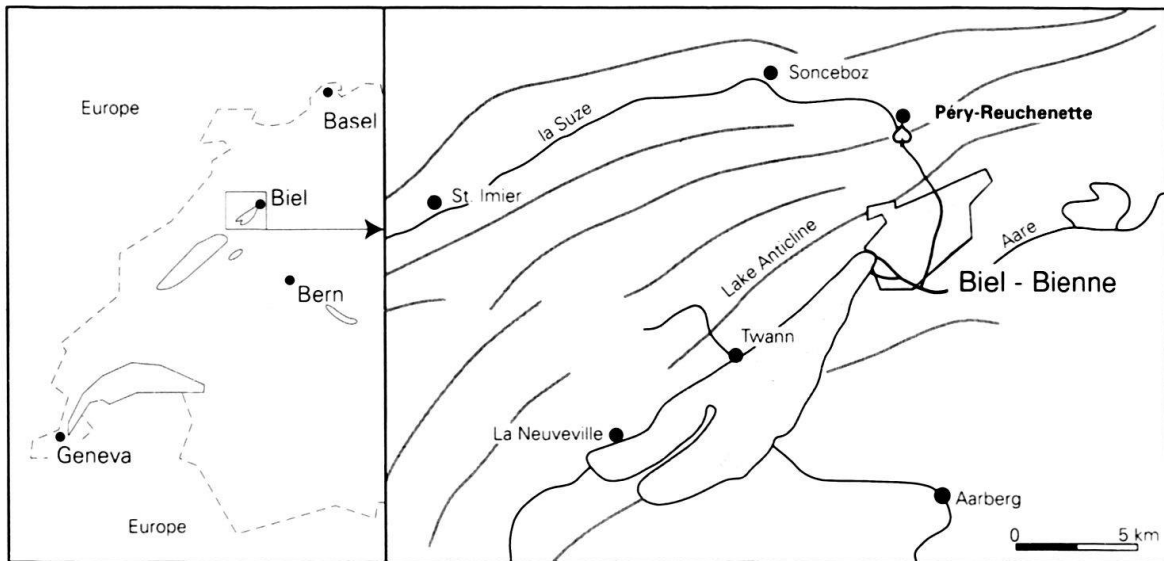 Europe
Basel
Biel
Bern
Geneva
Europe
Sonceboz
la Suze
Péry-Reuchenette
St. Imier
Lake Anticline
Aare
Biel - Bienne
Twann
La Neuveville
Aarberg
0 5 km